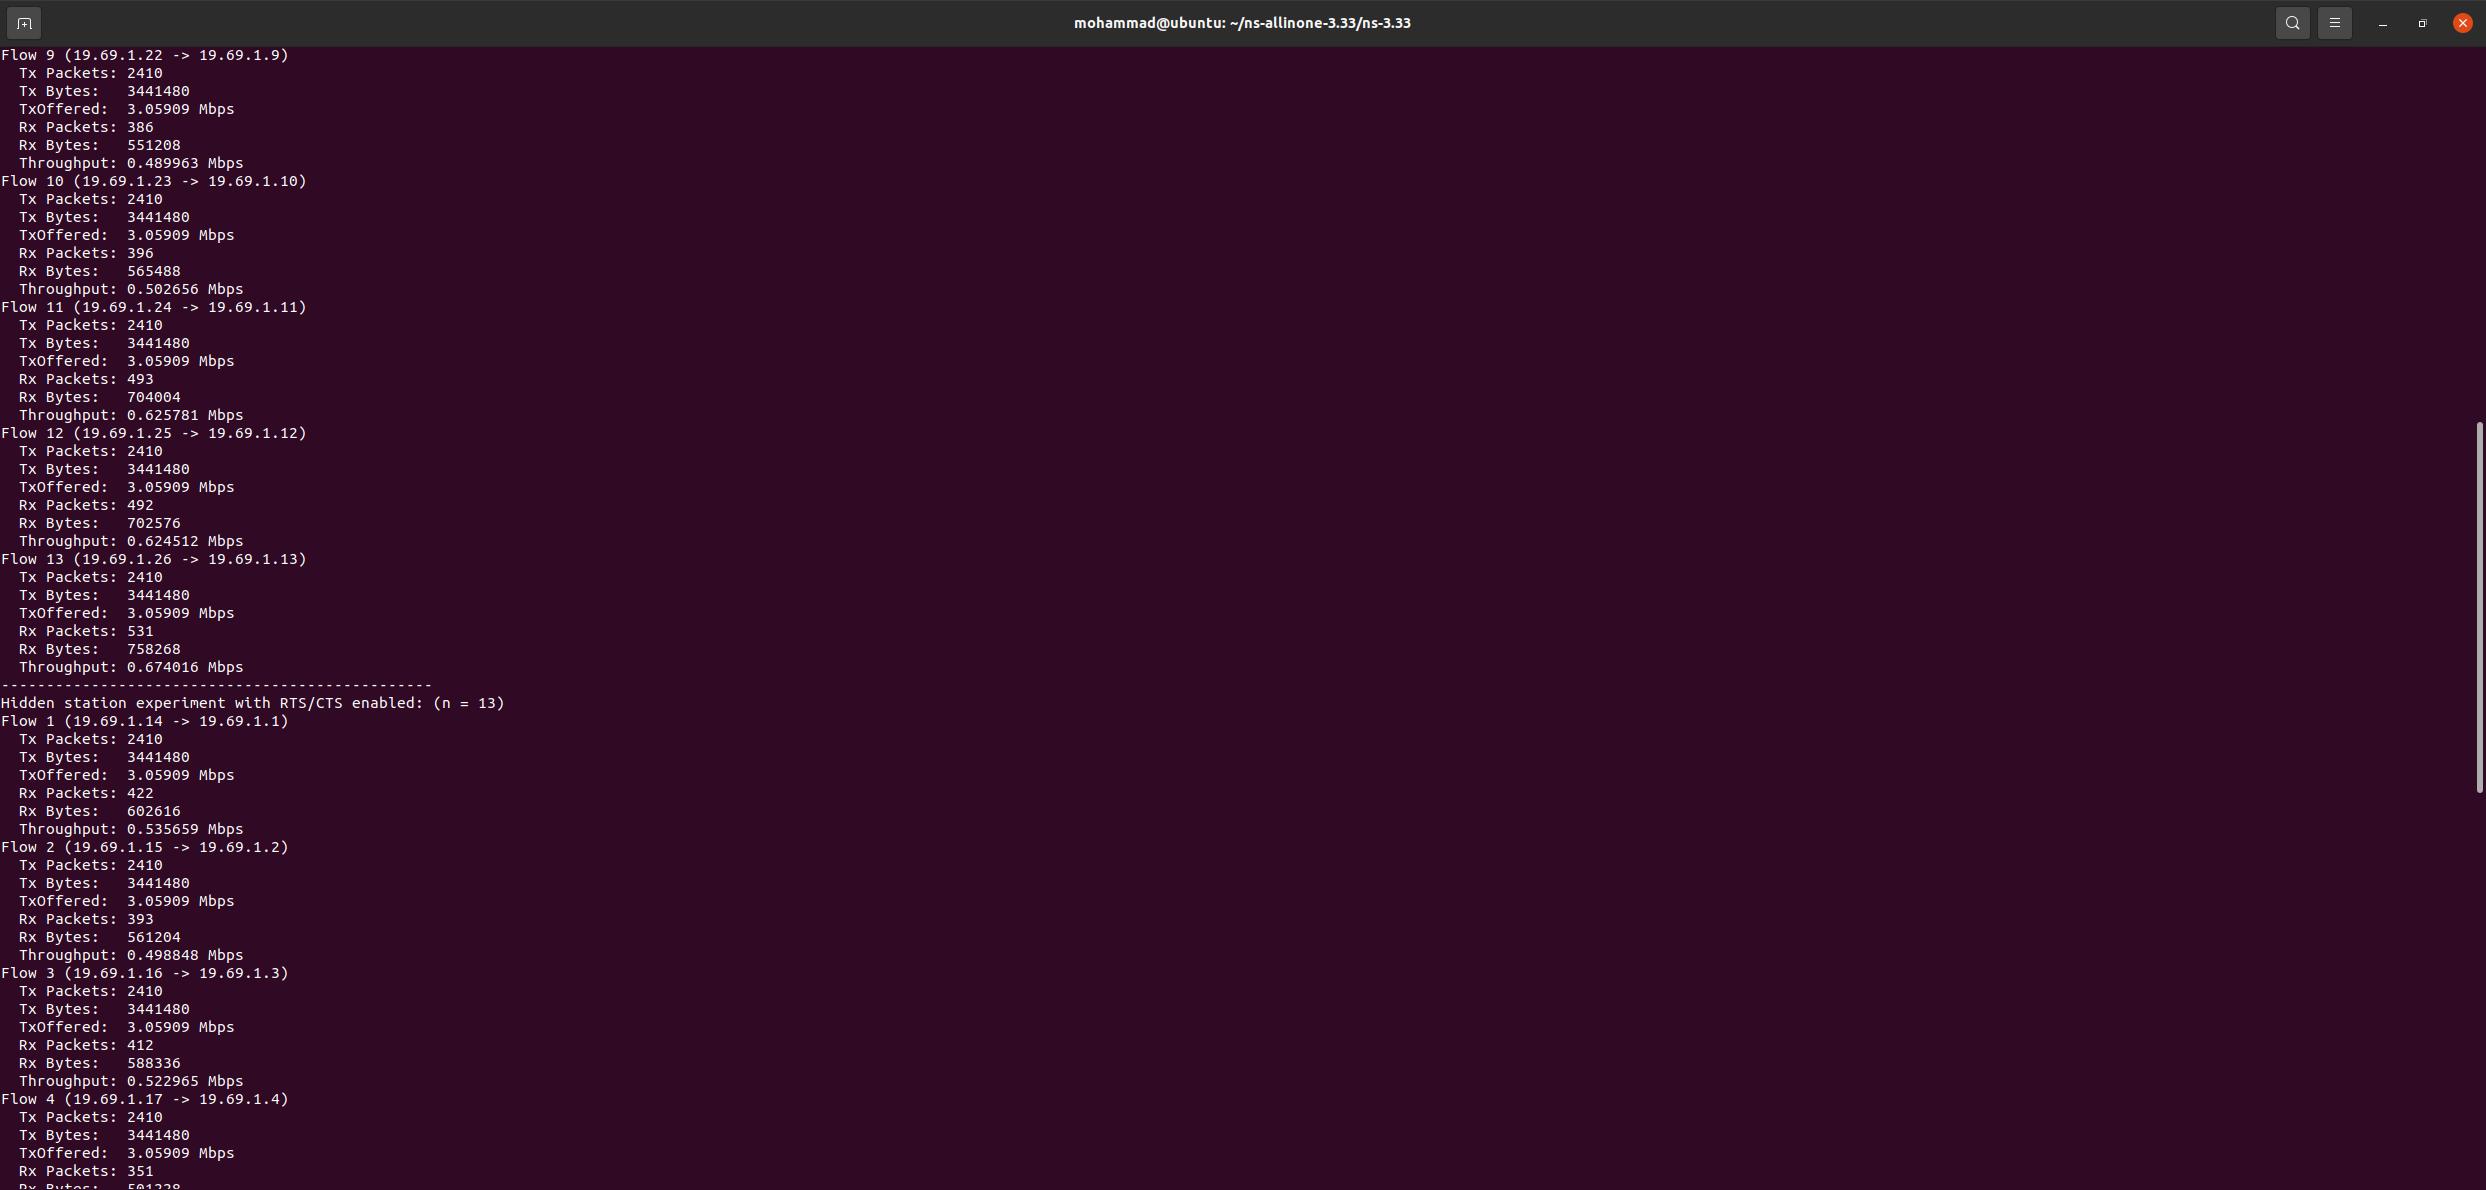 mohammad@ubuntu: ~/ns-allinone-3.33/ns-3.33
Flow 9 (19.69.1.22 -> 19.69.1.9)
  Tx Packets: 2410
  Tx Bytes:   3441480
  TxOffered:  3.05909 Mbps
  Rx Packets: 386
  Rx Bytes:   551208
  Throughput: 0.489963 Mbps
Flow 10 (19.69.1.23 -> 19.69.1.10)
  Tx Packets: 2410
  Tx Bytes:   3441480
  TxOffered:  3.05909 Mbps
  Rx Packets: 396
  Rx Bytes:   565488
  Throughput: 0.502656 Mbps
Flow 11 (19.69.1.24 -> 19.69.1.11)
  Tx Packets: 2410
  Tx Bytes:   3441480
  TxOffered:  3.05909 Mbps
  Rx Packets: 493
  Rx Bytes:   704004
  Throughput: 0.625781 Mbps
Flow 12 (19.69.1.25 -> 19.69.1.12)
  Tx Packets: 2410
  Tx Bytes:   3441480
  TxOffered:  3.05909 Mbps
  Rx Packets: 492
  Rx Bytes:   702576
  Throughput: 0.624512 Mbps
Flow 13 (19.69.1.26 -> 19.69.1.13)
  Tx Packets: 2410
  Tx Bytes:   3441480
  TxOffered:  3.05909 Mbps
  Rx Packets: 531
  Rx Bytes:   758268
  Throughput: 0.674016 Mbps
------------------------------------------------
Hidden station experiment with RTS/CTS enabled: (n = 13)
Flow 1 (19.69.1.14 -> 19.69.1.1)
  Tx Packets: 2410
  Tx Bytes:   3441480
  TxOffered:  3.05909 Mbps
  Rx Packets: 422
  Rx Bytes:   602616
  Throughput: 0.535659 Mbps
Flow 2 (19.69.1.15 -> 19.69.1.2)
  Tx Packets: 2410
  Tx Bytes:   3441480
  TxOffered:  3.05909 Mbps
  Rx Packets: 393
  Rx Bytes:   561204
  Throughput: 0.498848 Mbps
Flow 3 (19.69.1.16 -> 19.69.1.3)
  Tx Packets: 2410
  Tx Bytes:   3441480
  TxOffered:  3.05909 Mbps
  Rx Packets: 412
  Rx Bytes:   588336
  Throughput: 0.522965 Mbps
Flow 4 (19.69.1.17 -> 19.69.1.4)
  Tx Packets: 2410
  Tx Bytes:   3441480
  TxOffered:  3.05909 Mbps
  Rx Packets: 351
  Rx Bytes:   501228